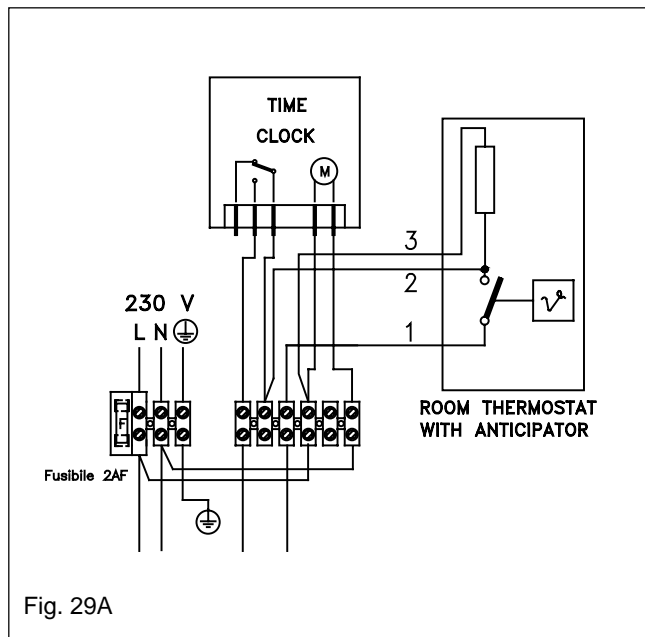 TIME
CLOCK
M
3
2
1
230 V
L N
F
Fusibile 2AF
ROOM THERMOSTAT
WITH ANTICIPATOR
Fig. 29A